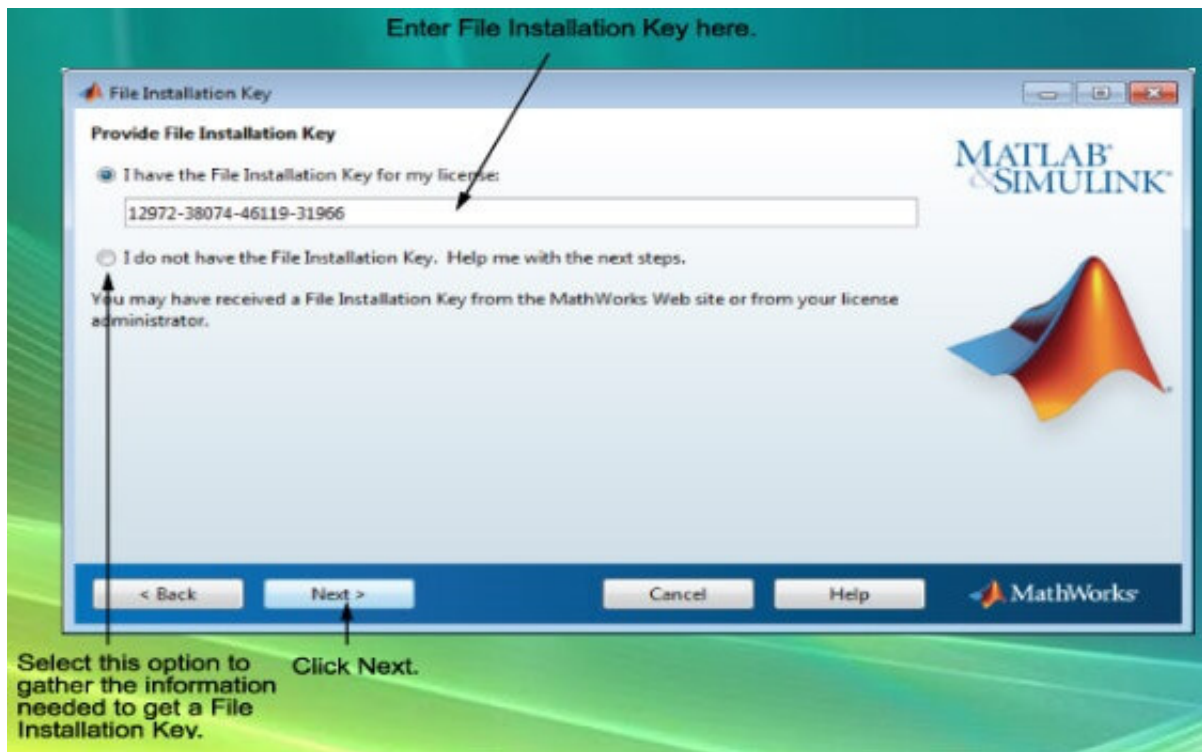 Enter File Installation Key here.
File Installation Key
Provide File Installation Key
MATLAB
&SIMULINK
I have the File Installation Key for my license:
12972-38074-46119-31966
I do not have the File Installation Key. Help me with the next steps.
You may have received a File Installation Key from the MathWorks Web site or from your license
administrator.
< Back
Next >
Cancel
Help
MathWorks
Select this option to
gather the information
needed to get a File
Installation Key.
Click Next.